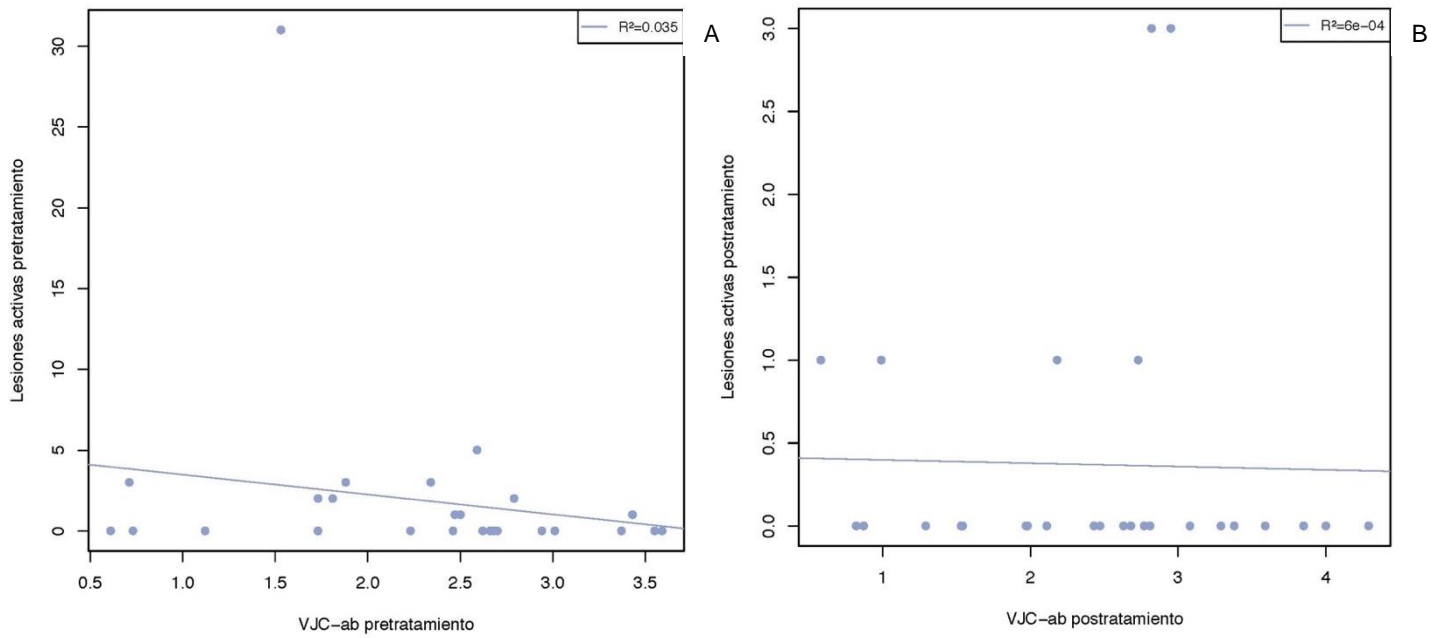 R²=0.035
A
Lesiones activas pretratamiento
30
25
20
15
10
5
0
0.5 1.0 1.5 2.0 2.5 3.0 3.5
VJC-ab pretratamiento
R²=6e-04
B
Lesiones activas postratamiento
3.0
2.5
2.0
1.5
1.0
0.5
0.0
1 2 3 4
VJC-ab postratamiento